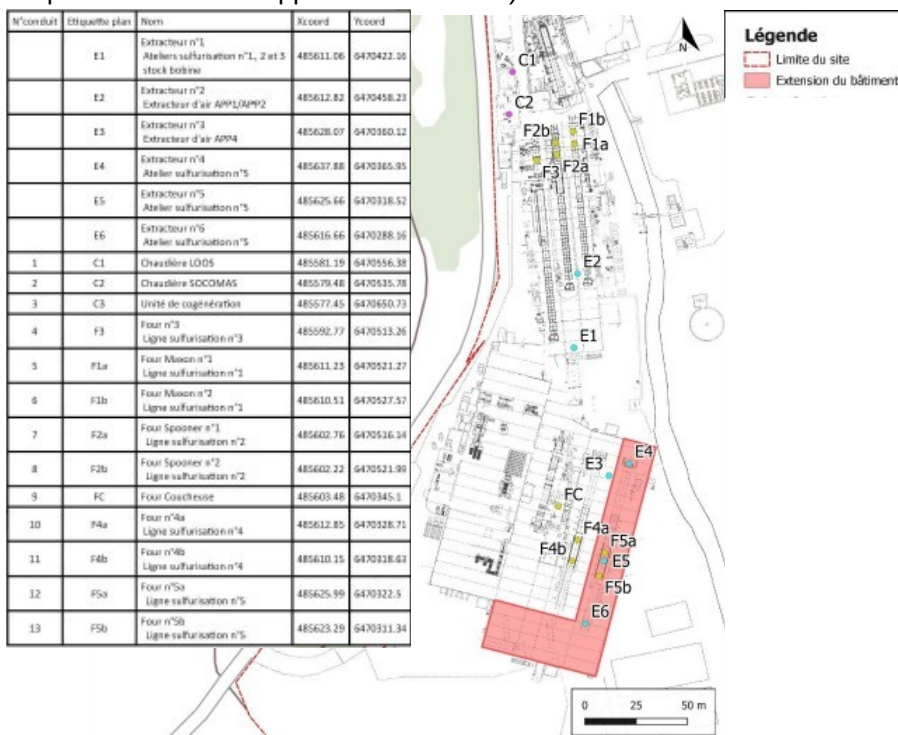 N°conduit Etiquette plan Nom Xcoord Ycoord
E1 Extracteur n°1 485611.06 6470422.16
Ateliers sulfurisation n°1, 2 et 3
stock bobine
E2 Extracteur n°2 485612.82 6470458.23
Extracteur d'air APP1/APP2
E3 Extracteur n°3 485628.07 6470360.12
Extracteur d'air APP4
E4 Extracteur n°4 485637.88 6470365.95
Atelier sulfurisation n°5
E5 Extracteur n°5 485625.66 6470318.52
Atelier sulfurisation n°5
E6 Extracteur n°6 485616.66 6470288.16
Atelier sulfurisation n°5
1 C1 Chaudière LOOS 485581.19 6470556.38
2 C2 Chaudière SOCOMAS 485579.48 6470535.78
3 C3 Unité de cogénération 485577.45 6470650.73
4 F3 Four n°3 485592.77 6470513.26
Ligne sulfurisation n°3
5 F1a Four Maxon n°1 485611.23 6470521.27
Ligne sulfurisation n°1
6 F1b Four Maxon n°2 485610.51 6470527.57
Ligne sulfurisation n°1
7 F2a Four Spooner n°1 485602.76 6470516.14
Ligne sulfurisation n°2
8 F2b Four Spooner n°2 485602.22 6470521.99
Ligne sulfurisation n°2
9 FC Four Coucheuse 485603.48 6470345.1
10 F4a Four n°4a 485612.85 6470328.71
Ligne sulfurisation n°4
11 F4b Four n°4b 485610.15 6470318.63
Ligne sulfurisation n°4
12 F5a Four n°5a 485625.99 6470322.5
Ligne sulfurisation n°5
13 F5b Four n°5b 485623.29 6470311.34
Ligne sulfurisation n°5
N
Légende
Limite du site
Extension du bâtiment
C1
C2
F1b
F2b
F1a
F3
F2a
E2
E1
E4
E3
FC
F4a
F5a
F4b
E5
F5b
E6
0 25 50 m